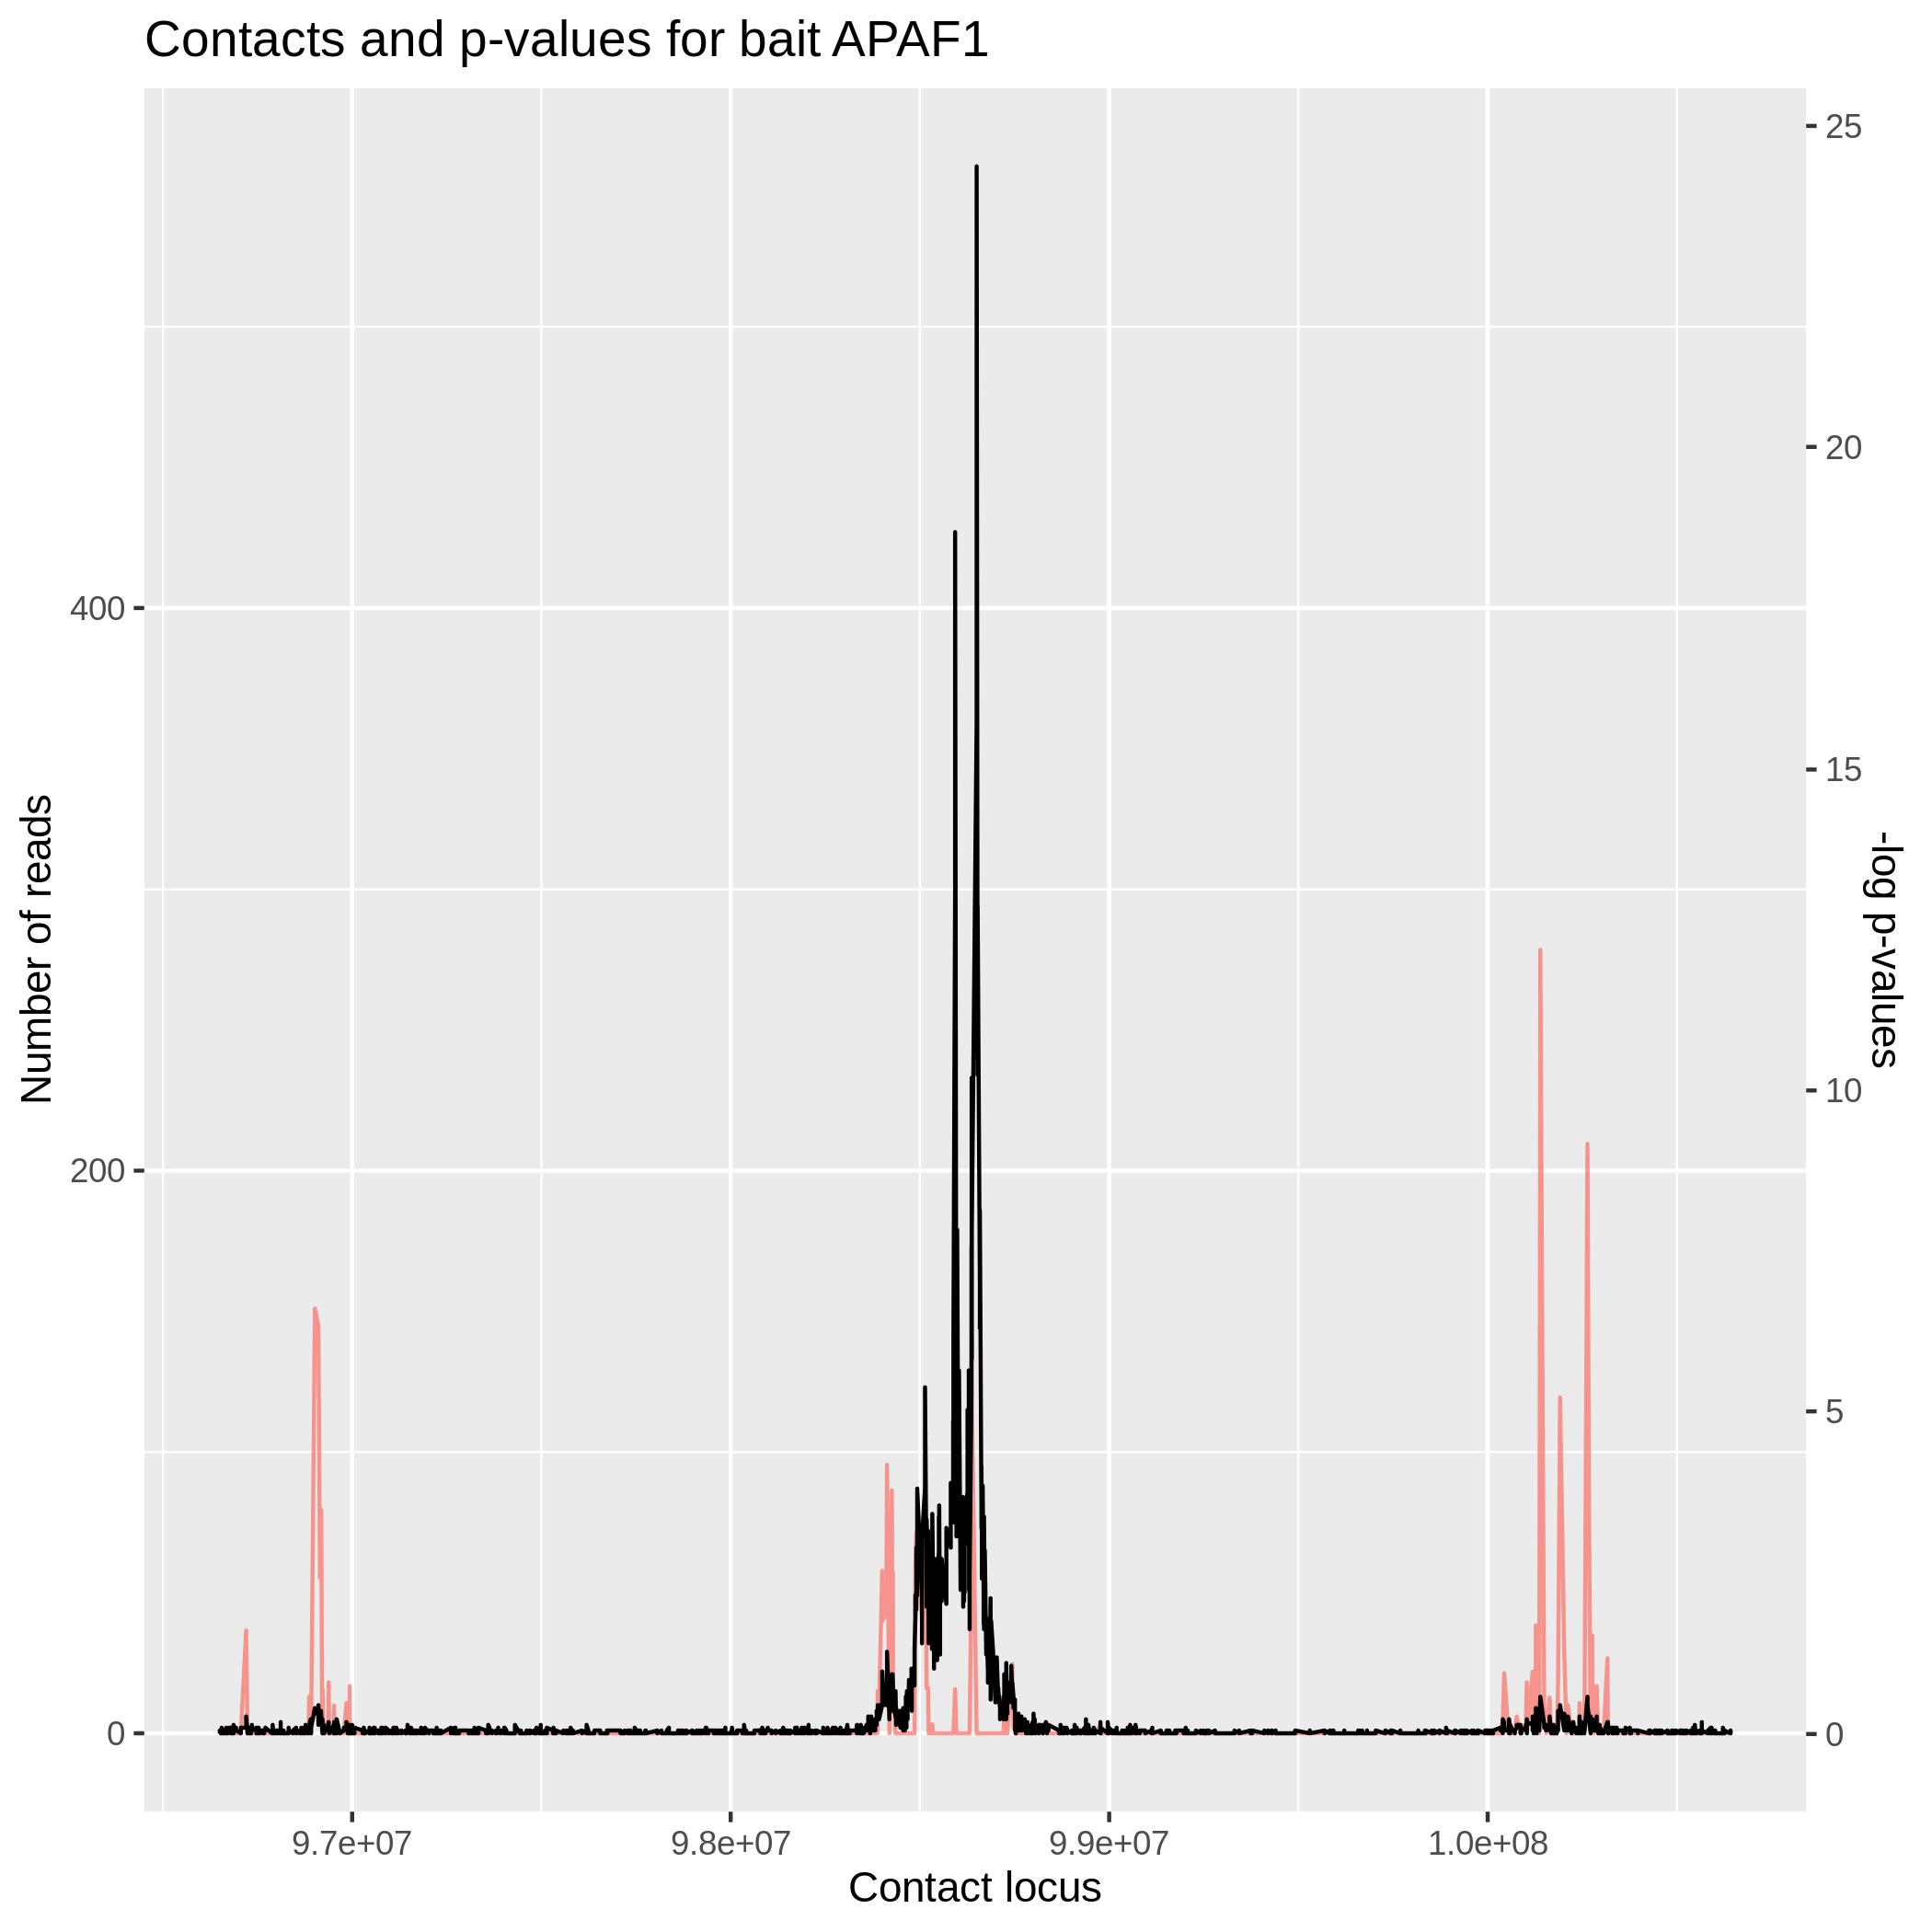 Contacts and p-values for bait APAF1
Number of reads
400
200
0
25
20
15
10
5
0
-log p-values
9.7e+07
9.8e+07
9.9e+07
1.0e+08
Contact locus